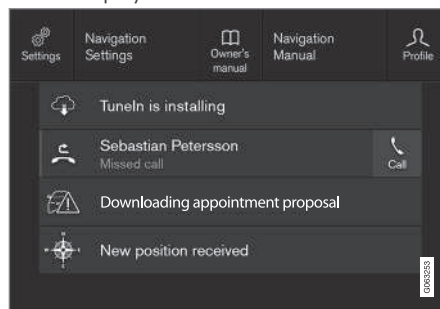 Settings
Navigation
Settings
Owner's
manual
Navigation
Manual
Profile
TuneIn is installing
Sebastian Petersson
Missed call
Call
Downloading appointment proposal
New position received
G063253